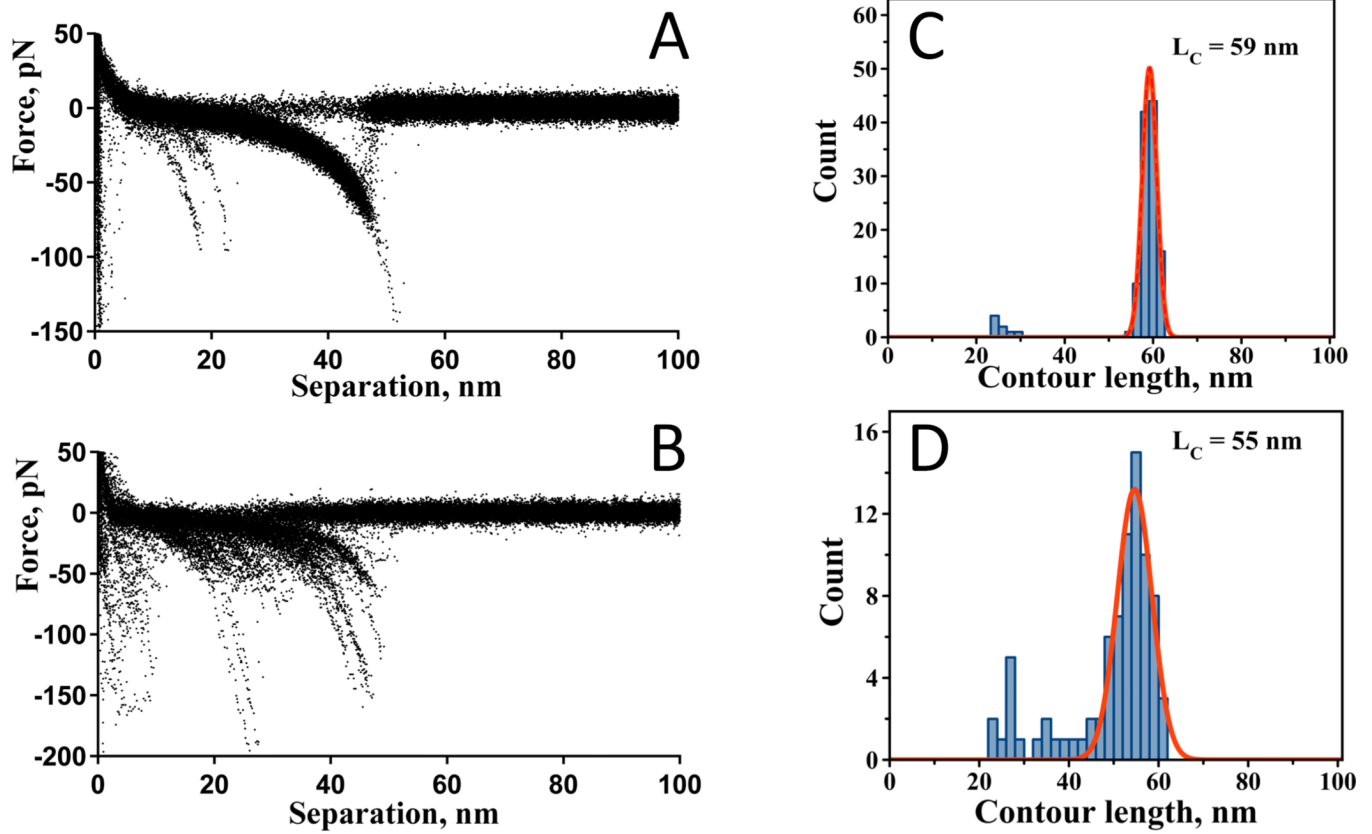 A
Force, pN
50
0
-50
-100
-150
0 20 40 60 80 100
Separation, nm
C
L_C = 59 nm
Count
60
50
40
30
20
10
0
0 20 40 60 80 100
Contour length, nm
B
Force, pN
50
0
-50
-100
-150
-200
0 20 40 60 80 100
Separation, nm
D
L_C = 55 nm
Count
16
12
8
4
0
0 20 40 60 80 100
Contour length, nm